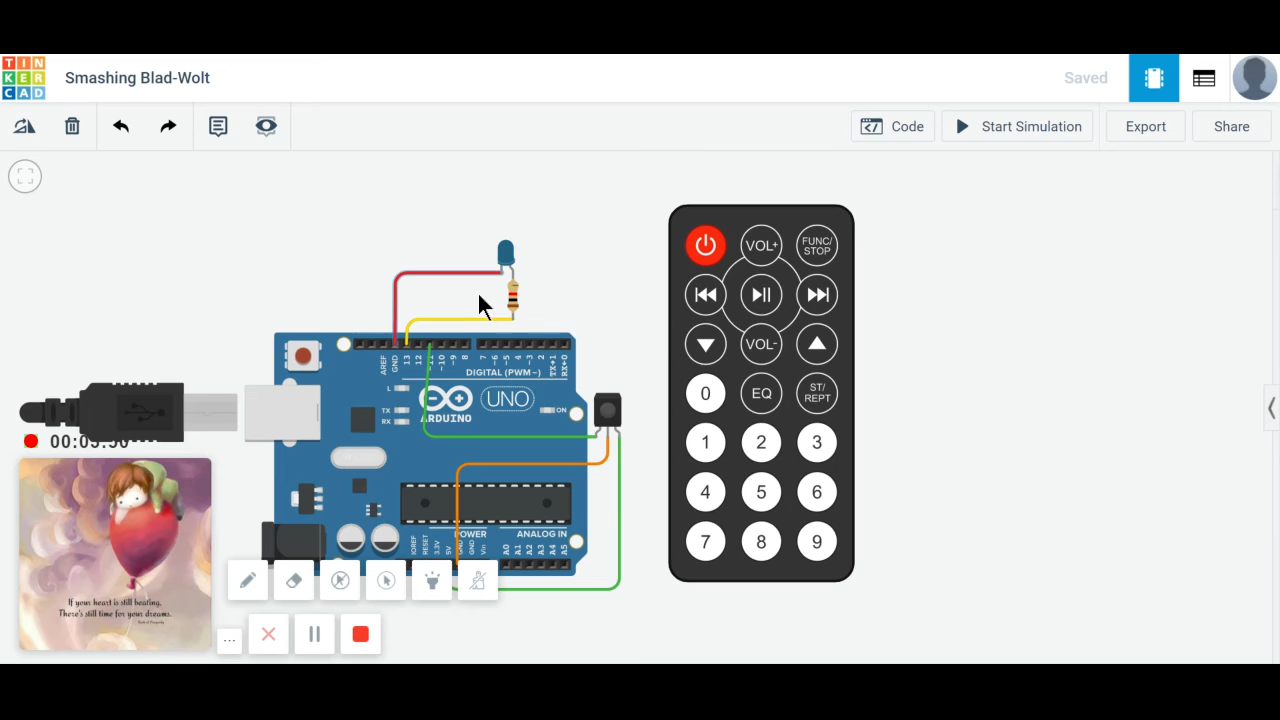 TIN
KER
CAD
Smashing Blad-Wolt
Saved
Code
Start Simulation
Export
Share
VOL+
FUNC/
STOP
VOL-
0
EQ
ST/
REPT
1 2 3
4 5 6
7 8 9
AREF
GND
13
12
~10
~9
8
7
~6
~5
4
~3
2
TX→1
RX←0
DIGITAL (PWM~)
L
TX
RX
UNO
ARDUINO
ON
POWER
ANALOG IN
IOREF
RESET
3.3V
5V
GND
GND
Vin
A0
A1
A2
A3
A4
A5
If your heart is still beating,
There's still time for your dreams.
...